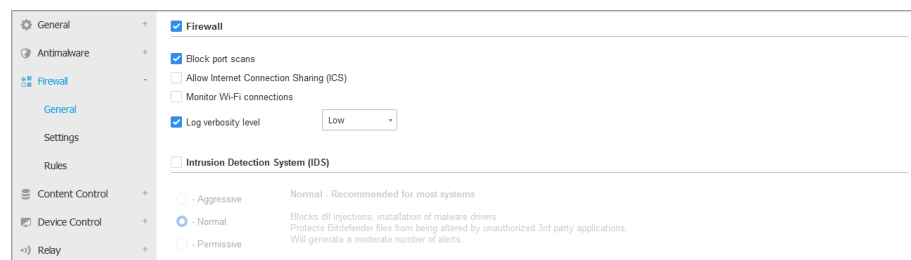 General +
Antimalware +
Firewall -
General
Settings
Rules
Content Control +
Device Control +
Relay +
Firewall
Block port scans
Allow Internet Connection Sharing (ICS)
Monitor Wi-Fi connections
Log verbosity level Low
Intrusion Detection System (IDS)
- Aggressive
- Normal
- Permissive
Normal - Recommended for most systems
Blocks dll injections, installation of malware drivers.
Protects Bitdefender files from being altered by unauthorized 3rd party applications.
Will generate a moderate number of alerts.